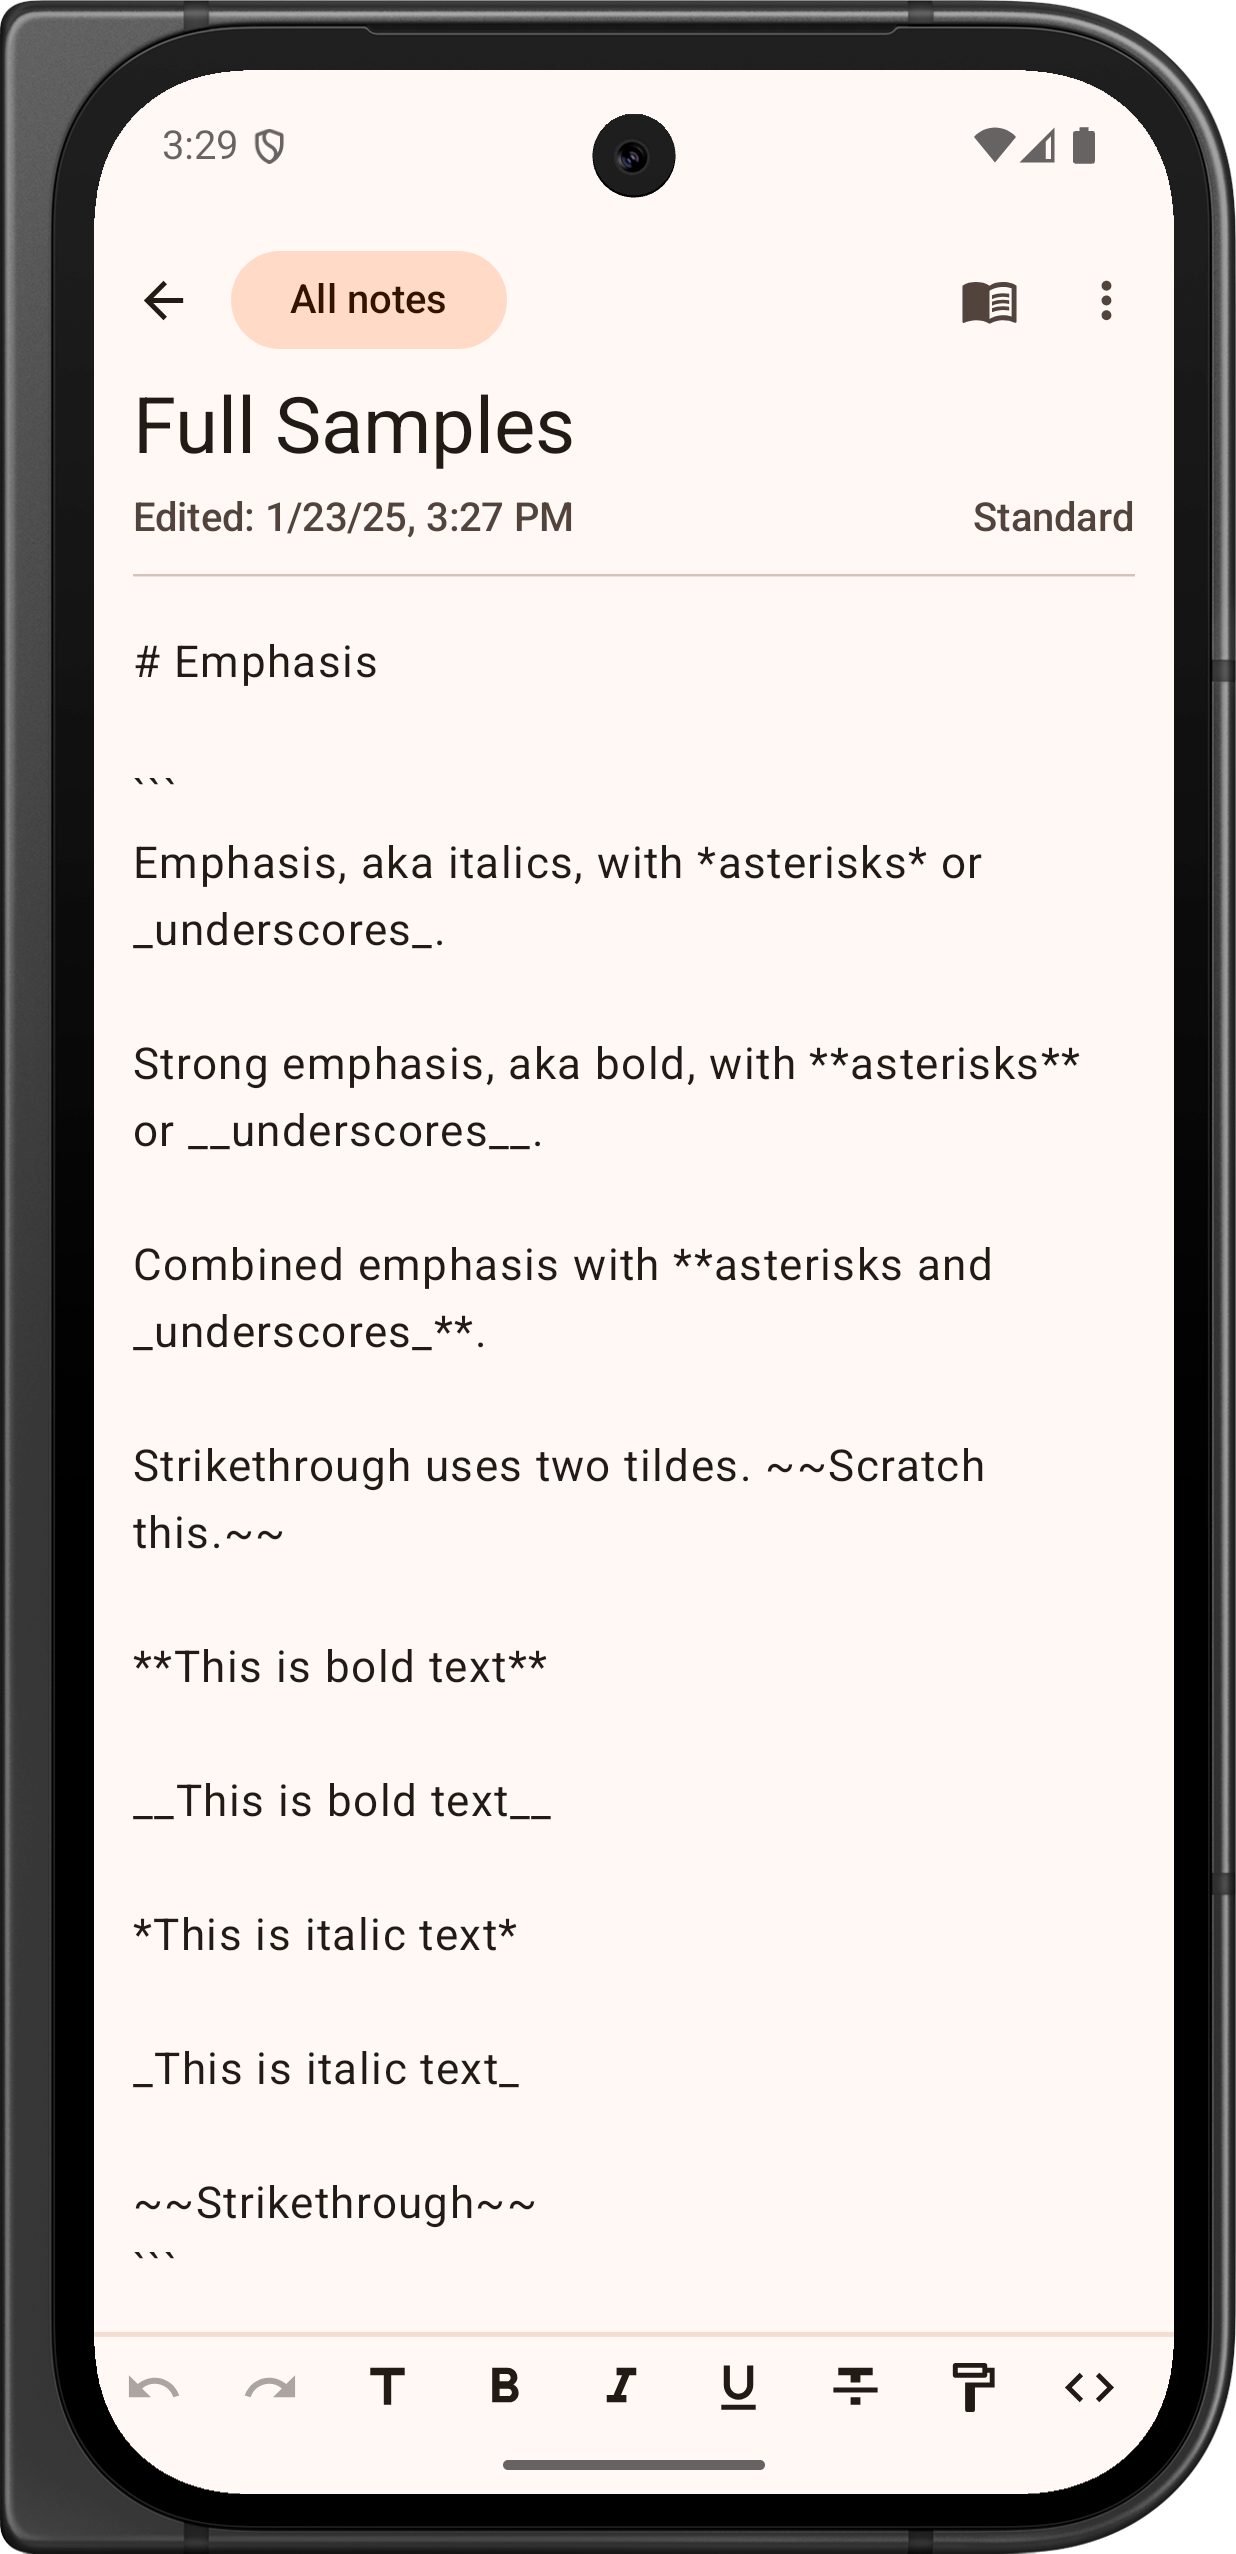 3:29
All notes
Full Samples
Edited: 1/23/25, 3:27 PM
Standard
# Emphasis
```
Emphasis, aka italics, with *asterisks* or
_underscores_.
Strong emphasis, aka bold, with **asterisks**
or __underscores__.
Combined emphasis with **asterisks and
_underscores_**.
Strikethrough uses two tildes. ~~Scratch
this.~~
**This is bold text**
__This is bold text__
*This is italic text*
_This is italic text_
~~Strikethrough~~
```